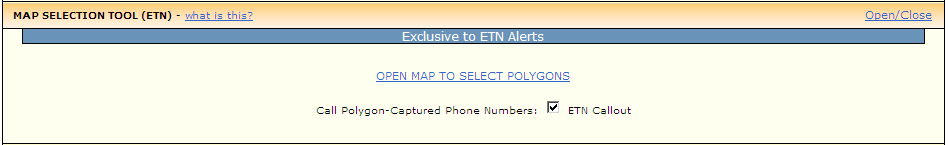 MAP SELECTION TOOL (ETN) - what is this? Open/Close
Exclusive to ETN Alerts
OPEN MAP TO SELECT POLYGONS
Call Polygon-Captured Phone Numbers: ETN Callout